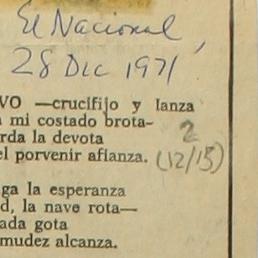 El Nacional,
28 Dic 1971
VO —crucifijo y lanza
mi costado brota-
rda la devota 2
el porvenir afianza. (12/15)
ga la esperanza
d, la nave rota—
ada gota
mudez alcanza.